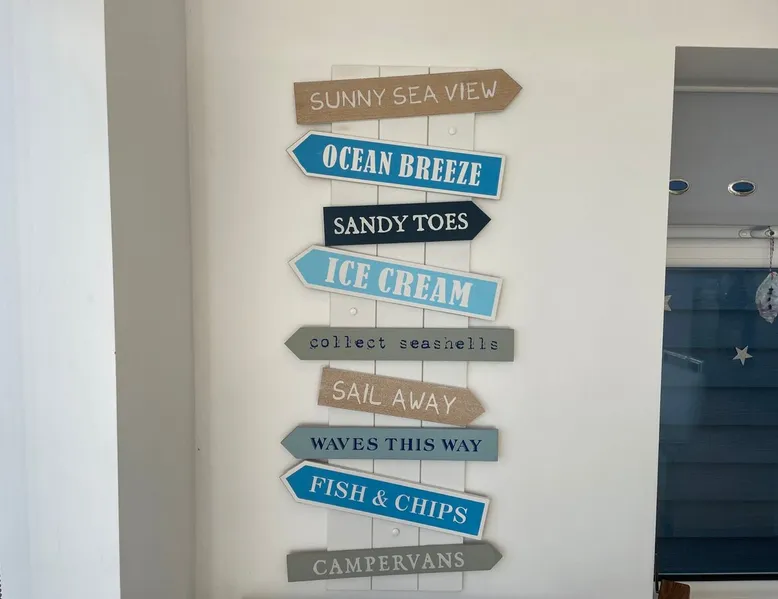 SUNNY SEA VIEW
OCEAN BREEZE
SANDY TOES
ICE CREAM
collect seashells
SAIL AWAY
WAVES THIS WAY
FISH & CHIPS
CAMPERVANS